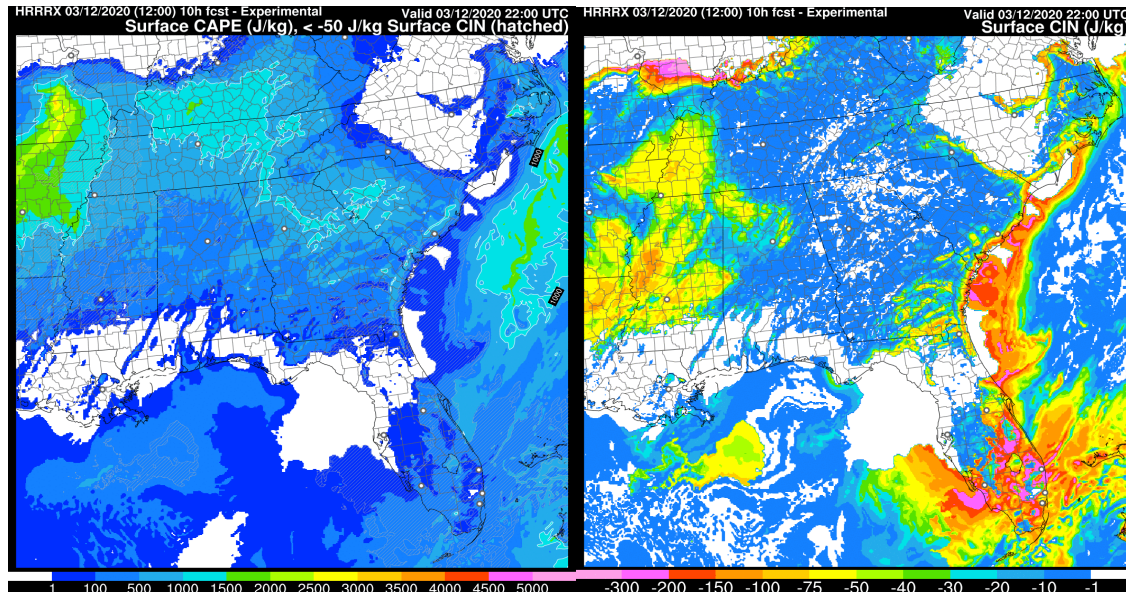 HRRRX 03/12/2020 (12:00) 10h fcst - Experimental
Valid 03/12/2020 22:00 UTC
Surface CAPE (J/kg), < -50 J/kg Surface CIN (hatched)
1000
1000
1 100 500 1000 1500 2000 2500 3000 3500 4000 4500 5000
HRRRX 03/12/2020 (12:00) 10h fcst - Experimental
Valid 03/12/2020 22:00 UTC
Surface CIN (J/kg)
-300 -200 -150 -100 -75 -50 -40 -30 -20 -10 -1